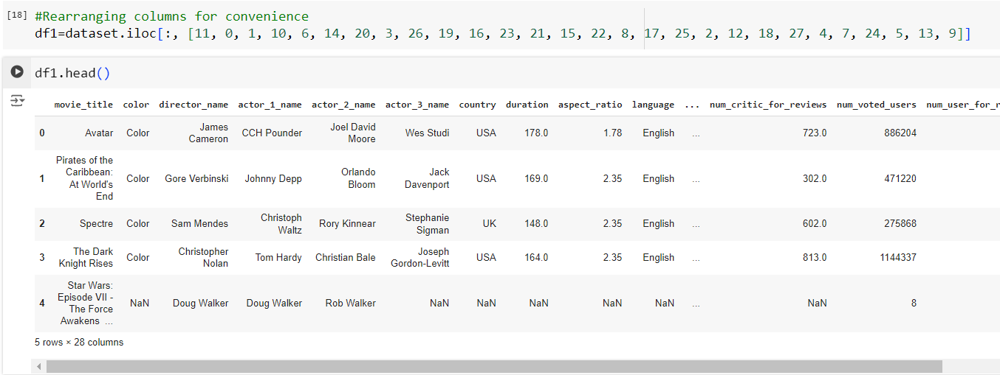 [18] #Rearranging columns for convenience
df1=dataset.iloc[:, [11, 0, 1, 10, 6, 14, 20, 3, 26, 19, 16, 23, 21, 15, 22, 8, 17, 25, 2, 12, 18, 27, 4, 7, 24, 5, 13, 9]]
df1.head()
movie_title color director_name actor_1_name actor_2_name actor_3_name country duration aspect_ratio language ... num_critic_for_reviews num_voted_users num_user_for_r
0 Avatar Color James Cameron CCH Pounder Joel David Moore Wes Studi USA 178.0 1.78 English ... 723.0 886204
1 Pirates of the Caribbean: At World's End Color Gore Verbinski Johnny Depp Orlando Bloom Jack Davenport USA 169.0 2.35 English ... 302.0 471220
2 Spectre Color Sam Mendes Christoph Waltz Rory Kinnear Stephanie Sigman UK 148.0 2.35 English ... 602.0 275868
3 The Dark Knight Rises Color Christopher Nolan Tom Hardy Christian Bale Joseph Gordon-Levitt USA 164.0 2.35 English ... 813.0 1144337
4 Star Wars: Episode VII - The Force Awakens ... NaN Doug Walker Doug Walker Rob Walker NaN NaN NaN NaN NaN ... NaN 8
5 rows × 28 columns